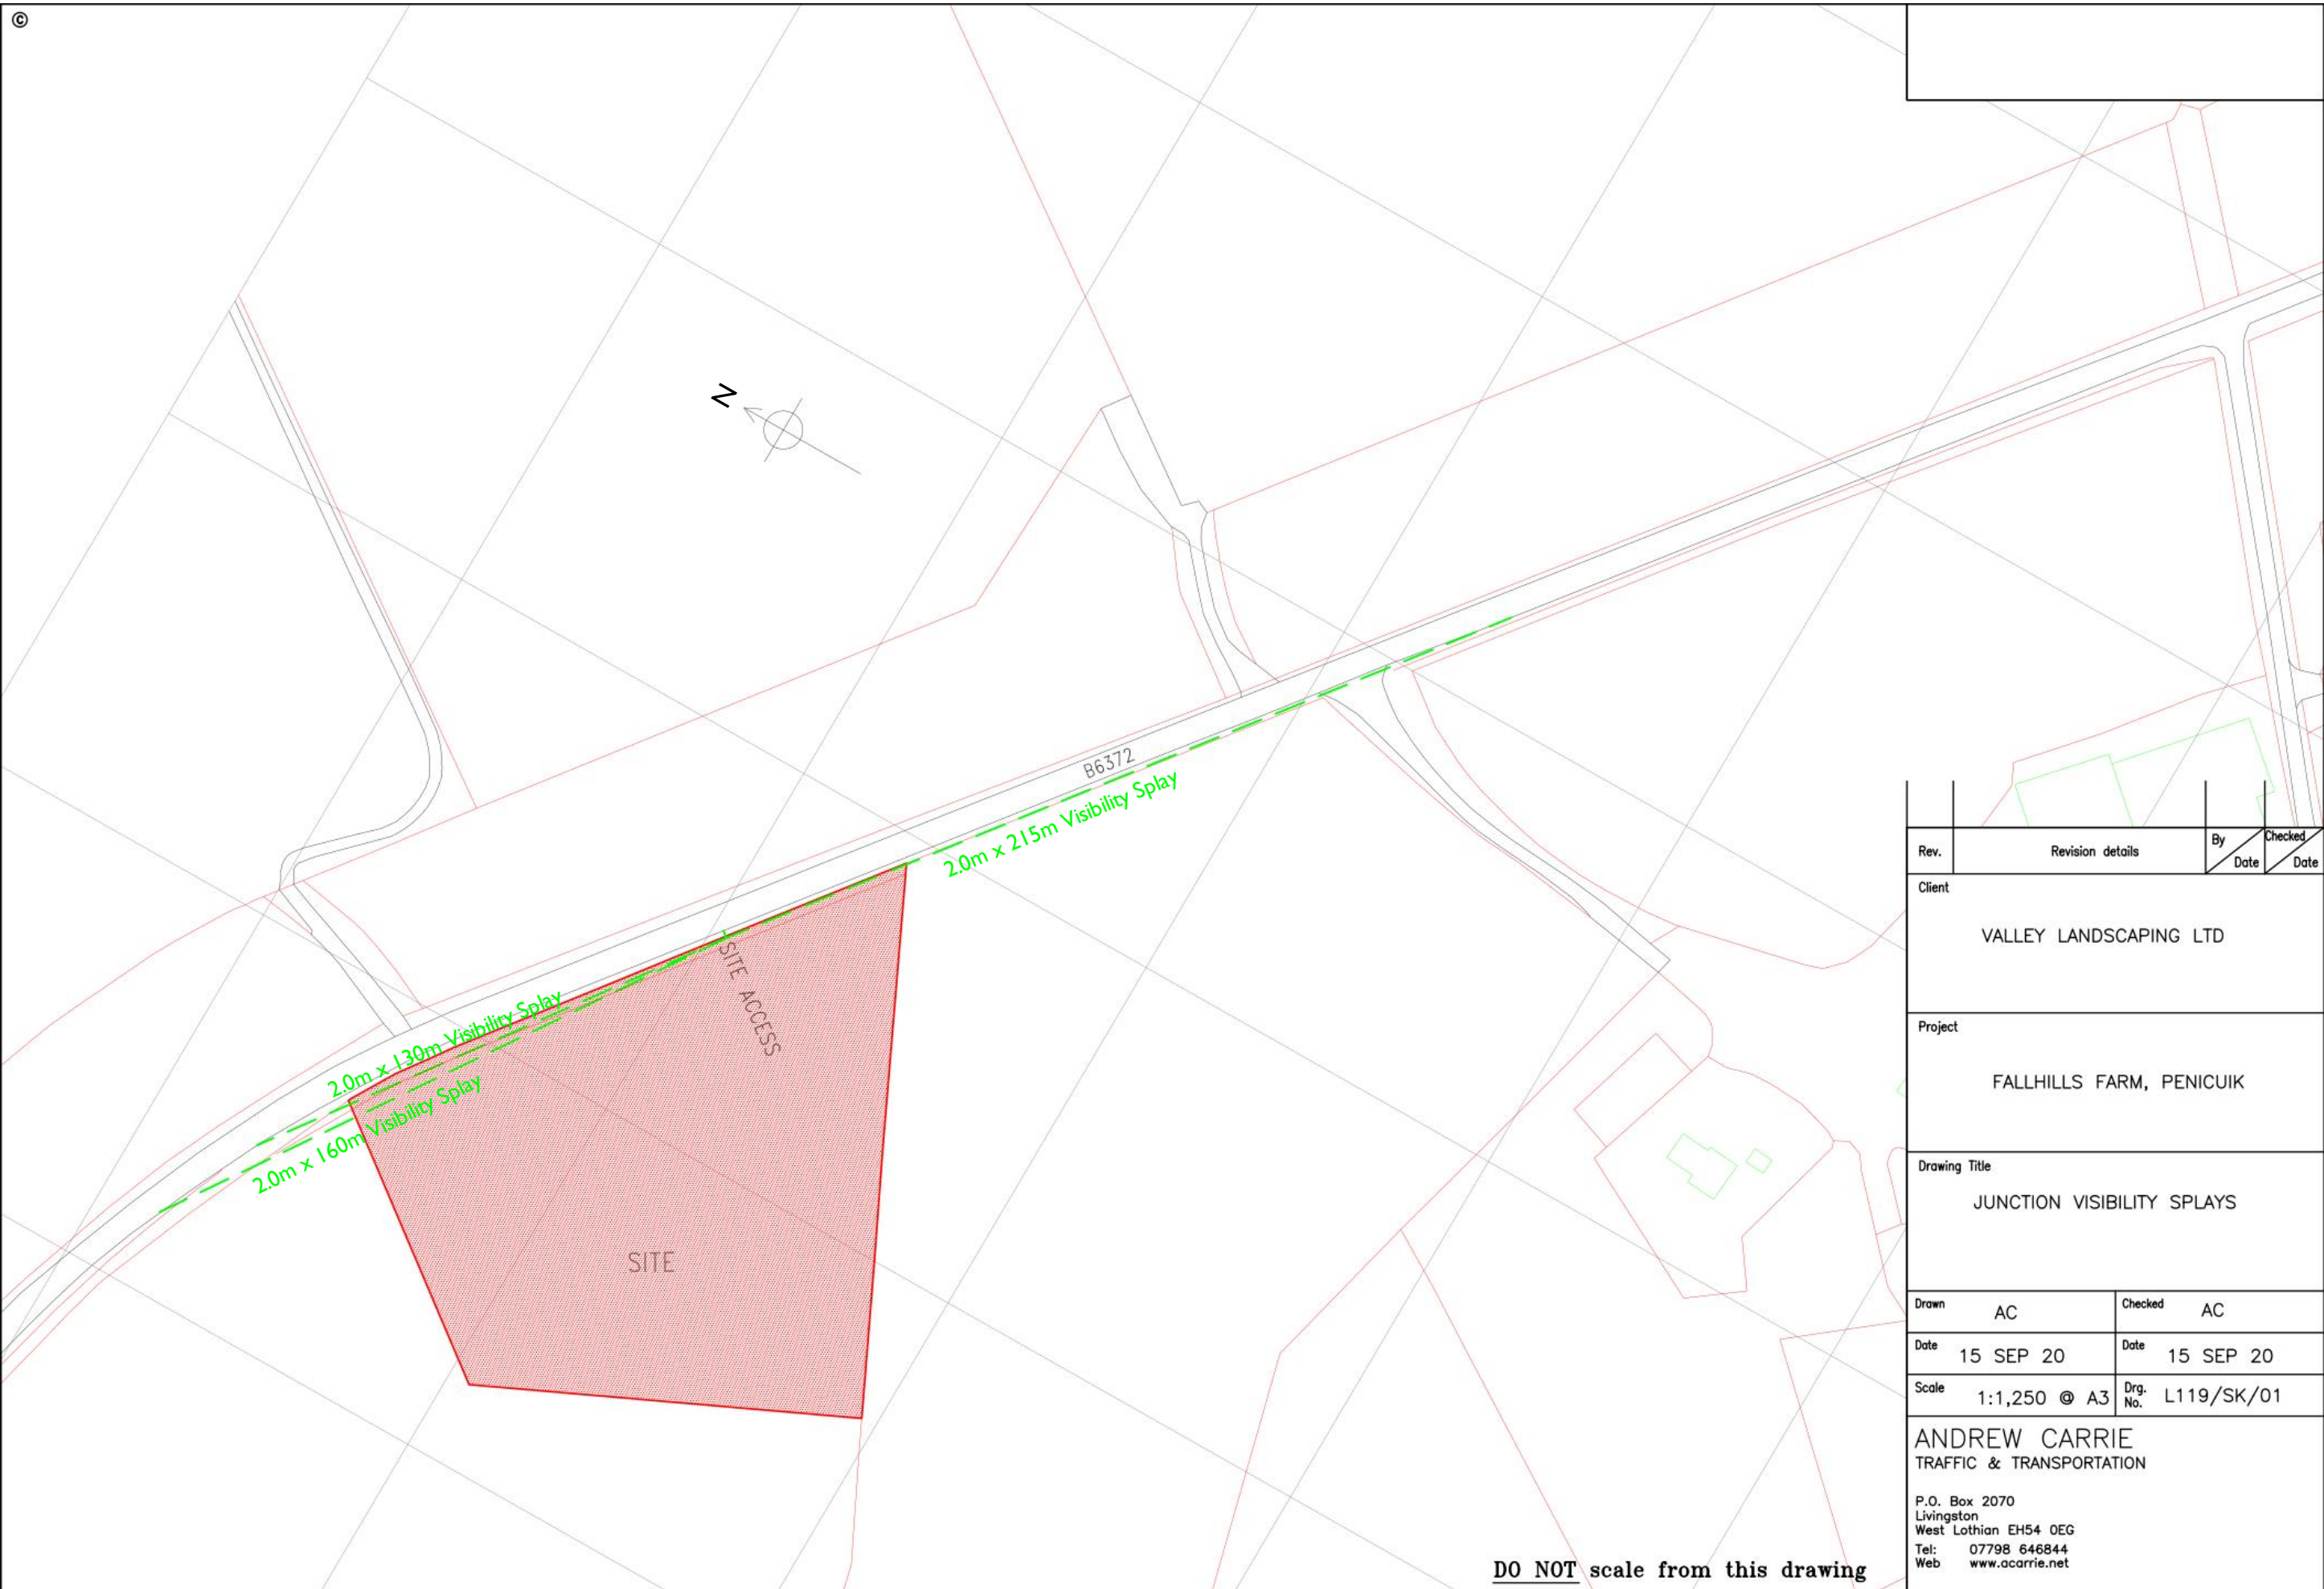 ©
N
B6372
2.0m x 215m Visibility Splay
SITE ACCESS
2.0m x 130m Visibility Splay
2.0m x 160m Visibility Splay
SITE
DO NOT scale from this drawing
Rev.
Revision details
By
Date
Checked
Date
Client
VALLEY LANDSCAPING LTD
Project
FALLHILLS FARM, PENICUIK
Drawing Title
JUNCTION VISIBILITY SPLAYS
Drawn AC
Checked AC
Date 15 SEP 20
Date 15 SEP 20
Scale 1:1,250 @ A3
Drg. No. L119/SK/01
ANDREW CARRIE
TRAFFIC & TRANSPORTATION
P.O. Box 2070
Livingston
West Lothian EH54 0EG
Tel: 07798 646844
Web www.acarrie.net